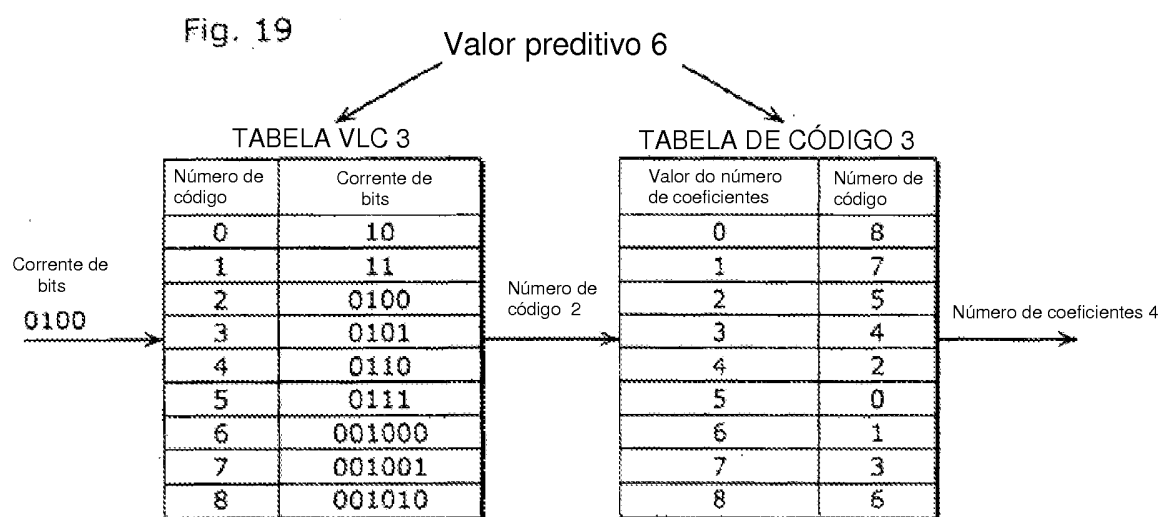 Fig. 19
Valor preditivo 6
TABELA VLC 3
Número de código
Corrente de bits
0 10
1 11
2 0100
3 0101
4 0110
5 0111
6 001000
7 001001
8 001010
TABELA DE CÓDIGO 3
Valor do número de coeficientes
Número de código
0 8
1 7
2 5
3 4
4 2
5 0
6 1
7 3
8 6
Corrente de bits
0100
Número de código 2
Número de coeficientes 4